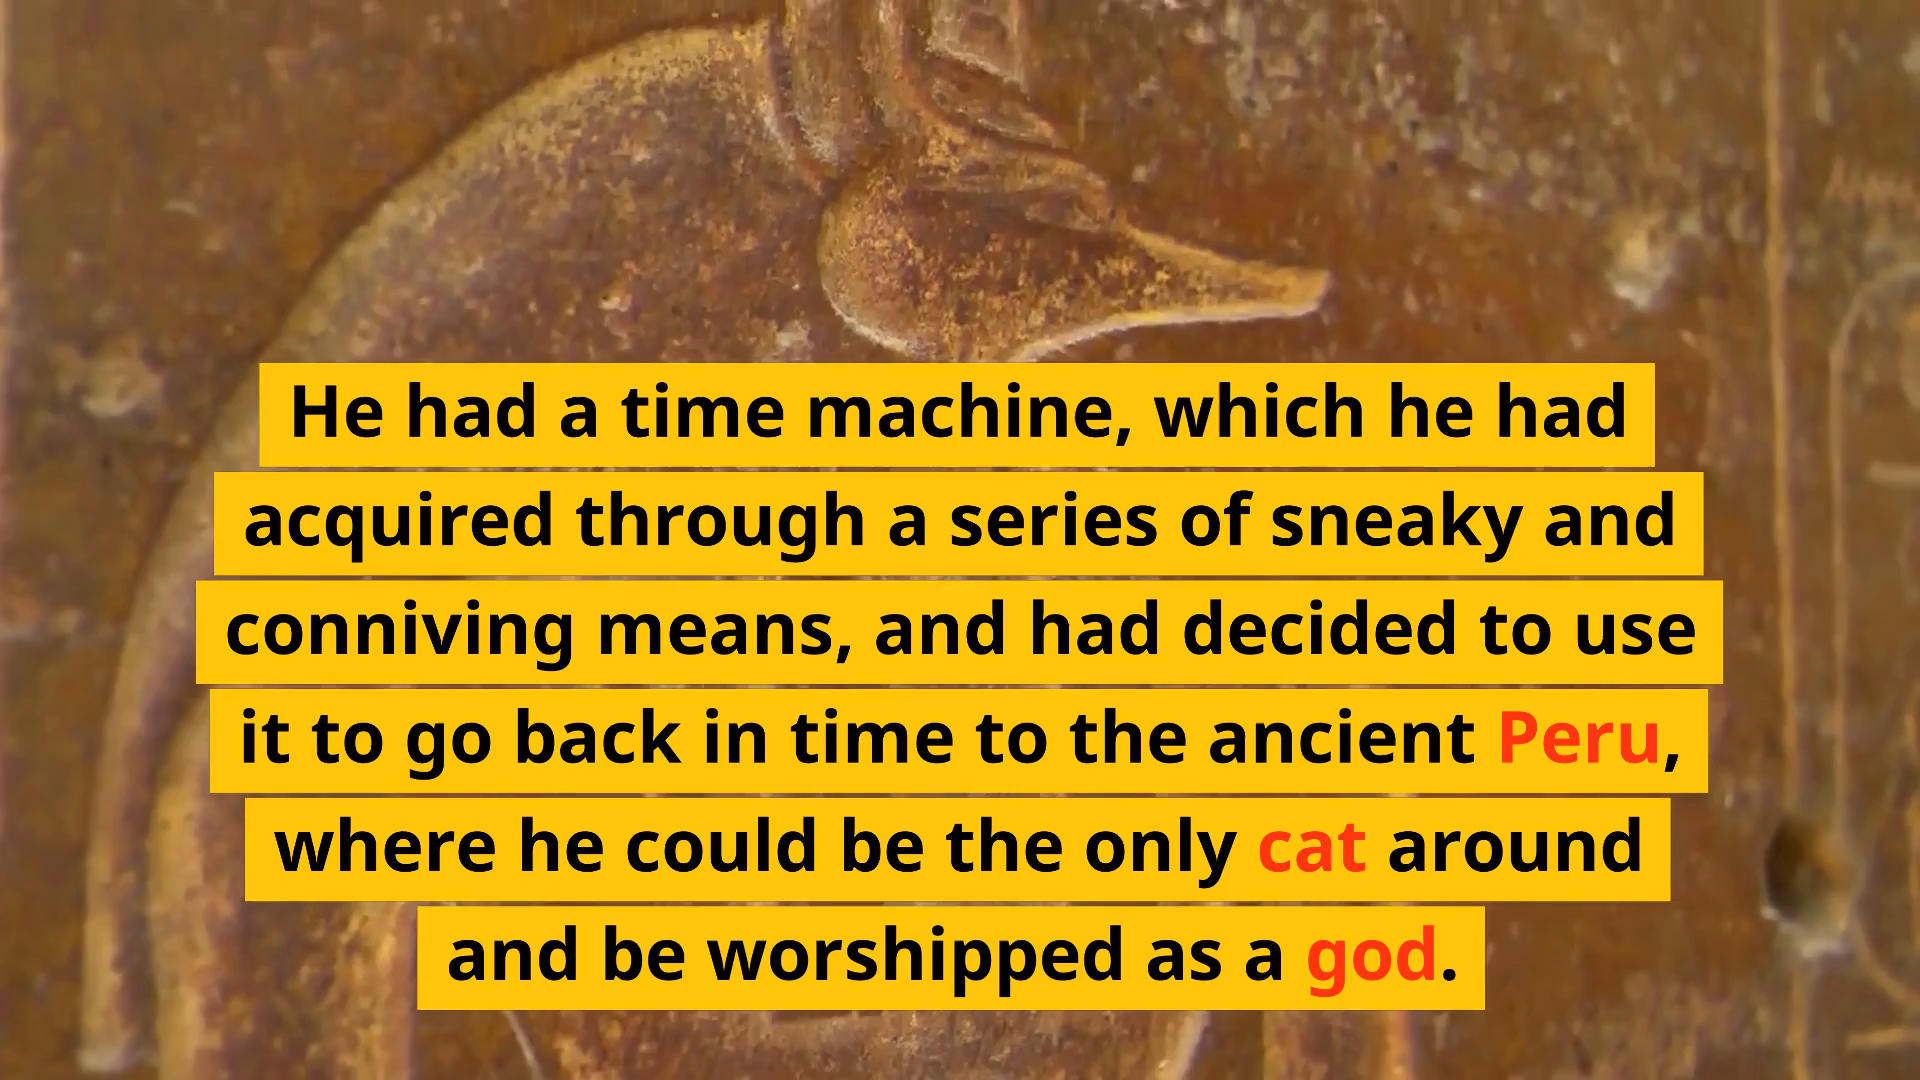 He had a time machine, which he had
acquired through a series of sneaky and
conniving means, and had decided to use
it to go back in time to the ancient Peru,
where he could be the only cat around
and be worshipped as a god.